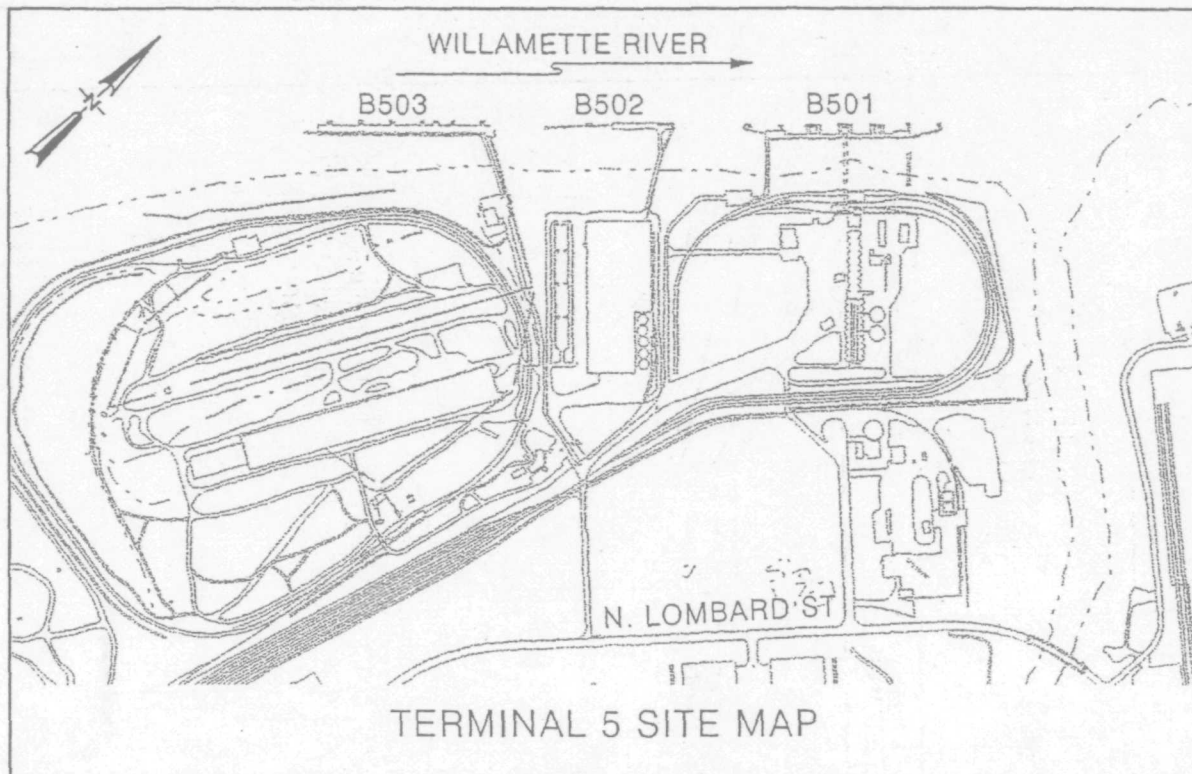 N
WILLAMETTE RIVER
B503 B502 B501
N. LOMBARD ST
TERMINAL 5 SITE MAP